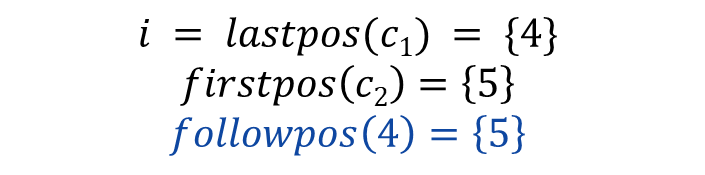 i = lastpos(c₁) = {4}
firstpos(c₂) = {5}
followpos(4) = {5}